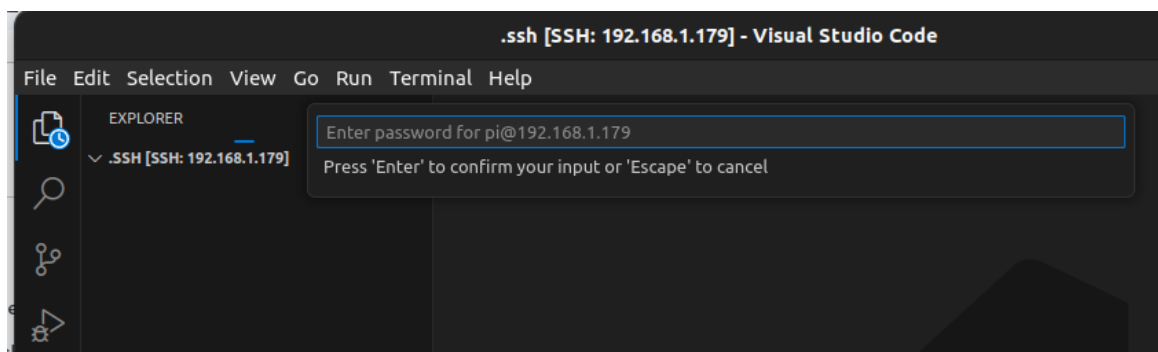 .ssh [SSH: 192.168.1.179] - Visual Studio Code
File Edit Selection View Go Run Terminal Help
EXPLORER
Enter password for pi@192.168.1.179
.SSH [SSH: 192.168.1.179]
Press 'Enter' to confirm your input or 'Escape' to cancel